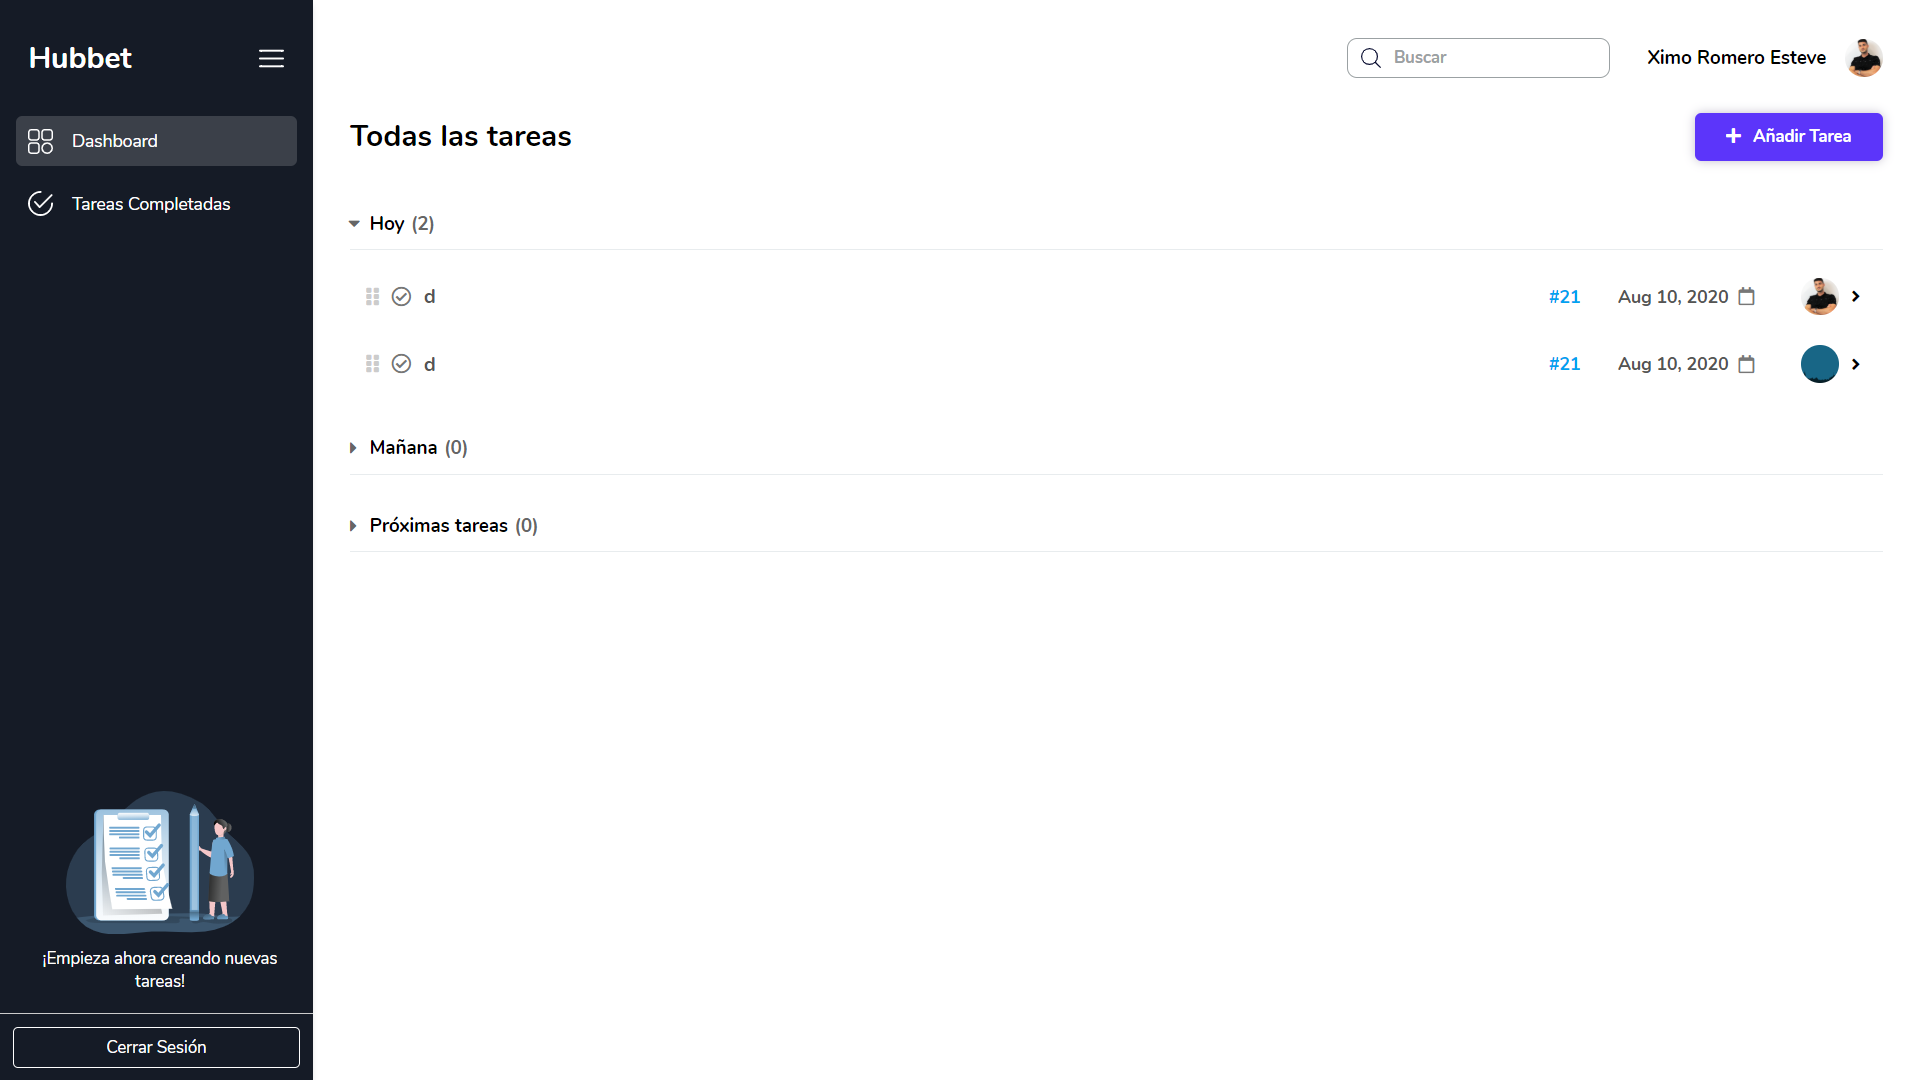 Hubbet
Buscar
Ximo Romero Esteve
Dashboard
Tareas Completadas
Todas las tareas
Añadir Tarea
Hoy (2)
d #21 Aug 10, 2020
d #21 Aug 10, 2020
Mañana (0)
Próximas tareas (0)
¡Empieza ahora creando nuevas
tareas!
Cerrar Sesión